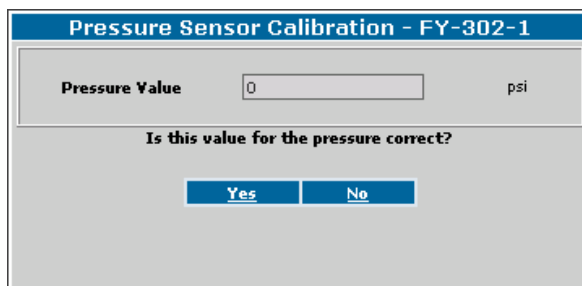 Pressure Sensor Calibration - FY-302-1
Pressure Value 0 psi
Is this value for the pressure correct?
Yes No